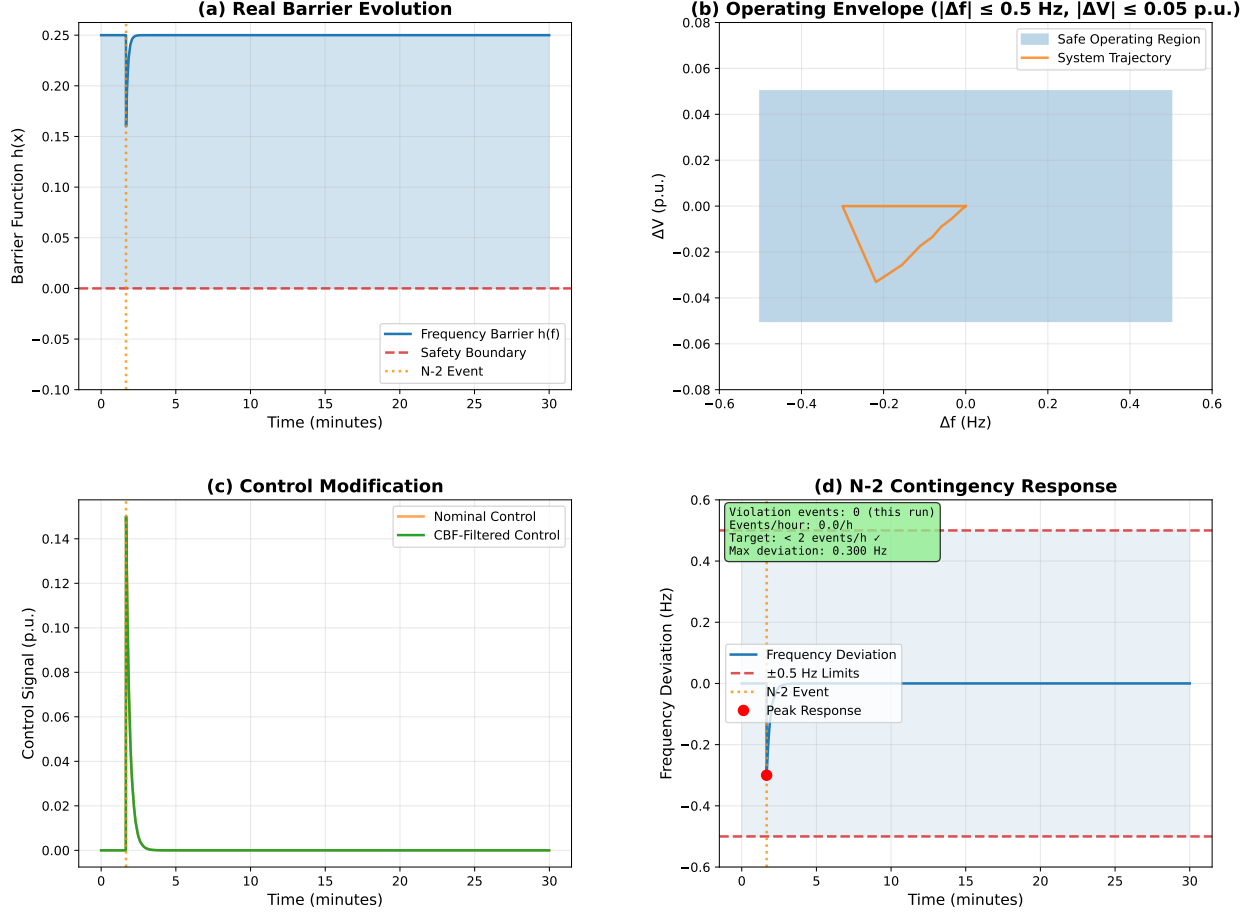 (a) Real Barrier Evolution
Barrier Function h(x)
0.25
0.20
0.15
0.10
0.05
0.00
−0.05
−0.10
0
5
10
15
20
25
30
Time (minutes)
Frequency Barrier h(f)
Safety Boundary
N-2 Event
(b) Operating Envelope (|Δf| ≤ 0.5 Hz, |ΔV| ≤ 0.05 p.u.)
ΔV (p.u.)
0.08
0.06
0.04
0.02
0.00
−0.02
−0.04
−0.06
−0.08
−0.6
−0.4
−0.2
0.0
0.2
0.4
0.6
Δf (Hz)
Safe Operating Region
System Trajectory
(c) Control Modification
Control Signal (p.u.)
0.14
0.12
0.10
0.08
0.06
0.04
0.02
0.00
0
5
10
15
20
25
30
Time (minutes)
Nominal Control
CBF-Filtered Control
(d) N-2 Contingency Response
Frequency Deviation (Hz)
0.6
0.4
0.2
0.0
−0.2
−0.4
−0.6
0
5
10
15
20
25
30
Time (minutes)
Violation events: 0 (this run)
Events/hour: 0.0/h
Target: < 2 events/h ✓
Max deviation: 0.300 Hz
Frequency Deviation
±0.5 Hz Limits
N-2 Event
Peak Response